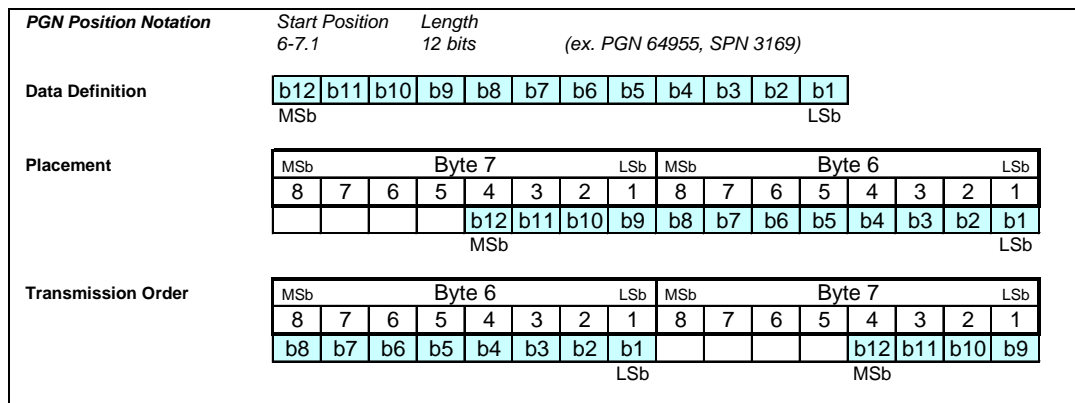 PGN Position Notation Start Position Length
6-7.1 12 bits (ex. PGN 64955, SPN 3169)
Data Definition b12 b11 b10 b9 b8 b7 b6 b5 b4 b3 b2 b1
MSb LSb
Placement MSb Byte 7 LSb MSb Byte 6 LSb
8 7 6 5 4 3 2 1 8 7 6 5 4 3 2 1
b12 b11 b10 b9 b8 b7 b6 b5 b4 b3 b2 b1
MSb LSb
Transmission Order MSb Byte 6 LSb MSb Byte 7 LSb
8 7 6 5 4 3 2 1 8 7 6 5 4 3 2 1
b8 b7 b6 b5 b4 b3 b2 b1 b12 b11 b10 b9
LSb MSb